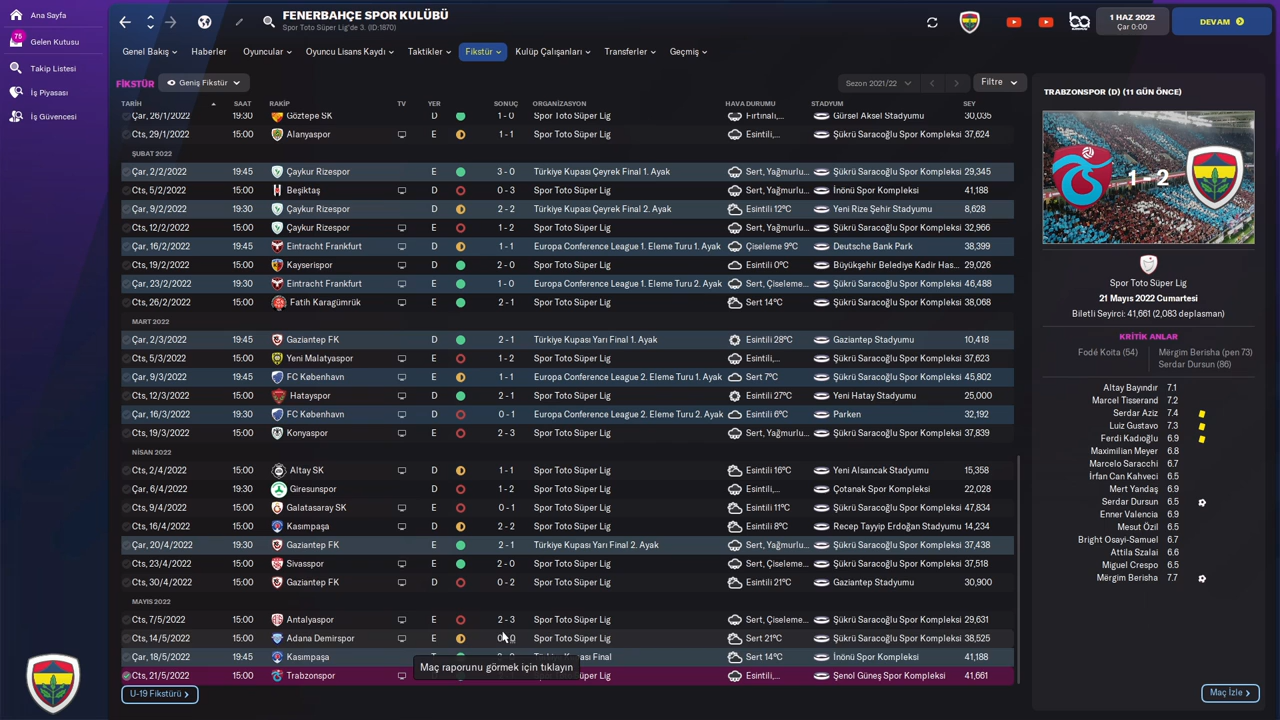 Ana Sayfa
75
Gelen Kutusu
Takip Listesi
İş Piyasası
İş Güvencesi
FENERBAHÇE SPOR KULÜBÜ
Spor Toto Süper Lig'de 3. (ID:1870)
1 HAZ 2022
Çar 0:00
DEVAM
Genel Bakış Haberler Oyuncular Oyuncu Lisans Kaydı Taktikler Fikstür Kulüp Çalışanları Transferler Geçmiş
FİKSTÜR Geniş Fikstür Sezon 2021/22 Filtre
TARİH SAAT RAKİP TV YER SONUÇ ORGANİZASYON HAVA DURUMU STADYUM SEY
Çar, 26/1/2022 19:30 Göztepe SK D 1 - 0 Spor Toto Süper Lig Fırtınalı,... Gürsel Aksel Stadyumu 30,035
Cts, 29/1/2022 15:00 Alanyaspor E 1 - 1 Spor Toto Süper Lig Esintili,... Şükrü Saracoğlu Spor Kompleksi 37,624
ŞUBAT 2022
Çar, 2/2/2022 19:45 Çaykur Rizespor E 3 - 0 Türkiye Kupası Çeyrek Final 1. Ayak Sert, Yağmurlu... Şükrü Saracoğlu Spor Kompleksi 29,345
Cts, 5/2/2022 15:00 Beşiktaş D 0 - 3 Spor Toto Süper Lig Sert, Yağmurlu... İnönü Spor Kompleksi 41,188
Çar, 9/2/2022 19:30 Çaykur Rizespor D 2 - 2 Türkiye Kupası Çeyrek Final 2. Ayak Esintili 12°C Yeni Rize Şehir Stadyumu 8,628
Cts, 12/2/2022 15:00 Çaykur Rizespor E 1 - 2 Spor Toto Süper Lig Sert, Yağmurlu... Şükrü Saracoğlu Spor Kompleksi 32,966
Çar, 16/2/2022 19:45 Eintracht Frankfurt D 1 - 1 Europa Conference League 1. Eleme Turu 1. Ayak Çiseleme 9°C Deutsche Bank Park 38,399
Cts, 19/2/2022 15:00 Kayserispor D 2 - 0 Spor Toto Süper Lig Esintili 0°C Büyükşehir Belediye Kadir Has... 29,026
Çar, 23/2/2022 19:45 Eintracht Frankfurt E 1 - 0 Europa Conference League 1. Eleme Turu 2. Ayak Sert, Çiseleme... Şükrü Saracoğlu Spor Kompleksi 46,488
Cts, 26/2/2022 15:00 Fatih Karagümrük E 2 - 1 Spor Toto Süper Lig Sert 14°C Şükrü Saracoğlu Spor Kompleksi 38,068
MART 2022
Çar, 2/3/2022 19:45 Gaziantep FK D 2 - 1 Türkiye Kupası Yarı Final 1. Ayak Esintili 28°C Gaziantep Stadyumu 10,418
Cts, 5/3/2022 15:00 Yeni Malatyaspor E 1 - 2 Spor Toto Süper Lig Esintili,... Şükrü Saracoğlu Spor Kompleksi 37,623
Çar, 9/3/2022 19:45 FC København E 1 - 1 Europa Conference League 2. Eleme Turu 1. Ayak Sert 7°C Şükrü Saracoğlu Spor Kompleksi 45,802
Cts, 12/3/2022 15:00 Hatayspor D 2 - 1 Spor Toto Süper Lig Esintili 27°C Yeni Hatay Stadyumu 25,000
Çar, 16/3/2022 19:30 FC København D 0 - 1 Europa Conference League 2. Eleme Turu 2. Ayak Esintili 6°C Parken 32,192
Cts, 19/3/2022 15:00 Konyaspor E 2 - 3 Spor Toto Süper Lig Sert, Yağmurlu... Şükrü Saracoğlu Spor Kompleksi 37,839
NİSAN 2022
Cts, 2/4/2022 15:00 Altay SK D 1 - 1 Spor Toto Süper Lig Esintili 16°C Yeni Alsancak Stadyumu 15,358
Çar, 6/4/2022 19:30 Giresunspor D 1 - 2 Spor Toto Süper Lig Esintili,... Çotanak Spor Kompleksi 22,028
Cts, 9/4/2022 15:00 Galatasaray SK E 0 - 1 Spor Toto Süper Lig Esintili 11°C Şükrü Saracoğlu Spor Kompleksi 47,834
Cts, 16/4/2022 15:00 Kasımpaşa D 2 - 2 Spor Toto Süper Lig Esintili 8°C Recep Tayyip Erdoğan Stadyumu 14,234
Çar, 20/4/2022 19:30 Gaziantep FK E 2 - 1 Türkiye Kupası Yarı Final 2. Ayak Sert, Yağmurlu... Şükrü Saracoğlu Spor Kompleksi 37,438
Cts, 23/4/2022 15:00 Sivasspor E 2 - 0 Spor Toto Süper Lig Sert, Çiseleme... Şükrü Saracoğlu Spor Kompleksi 37,518
Cts, 30/4/2022 15:00 Gaziantep FK D 0 - 2 Spor Toto Süper Lig Esintili 21°C Gaziantep Stadyumu 30,900
MAYIS 2022
Cts, 7/5/2022 15:00 Antalyaspor E 2 - 3 Spor Toto Süper Lig Sert, Çiseleme... Şükrü Saracoğlu Spor Kompleksi 29,631
Cts, 14/5/2022 15:00 Adana Demirspor E 0 - 0 Spor Toto Süper Lig Sert 21°C Şükrü Saracoğlu Spor Kompleksi 38,525
Çar, 18/5/2022 19:45 Kasımpaşa Final Sert 14°C İnönü Spor Kompleksi 41,188
Maç raporunu görmek için tıklayın
Cts, 21/5/2022 15:00 Trabzonspor Süper Lig Esintili,... Şenol Güneş Spor Kompleksi 41,661
U-19 Fikstürü
TRABZONSPOR (D) (11 GÜN ÖNCE)
1 - 2
Spor Toto Süper Lig
21 Mayıs 2022 Cumartesi
Biletli Seyirci: 41,661 (2,083 deplasman)
KRİTİK ANLAR
Fodé Koita (54) Mërgim Berisha (pen 73)
Serdar Dursun (86)
Altay Bayındır 7.1
Marcel Tisserand 7.2
Serdar Aziz 7.4
Luiz Gustavo 7.3
Ferdi Kadıoğlu 6.9
Maximilian Meyer 6.8
Marcelo Saracchi 6.7
İrfan Can Kahveci 6.5
Mert Yandaş 6.9
Serdar Dursun 6.5
Enner Valencia 6.9
Mesut Özil 6.5
Bright Osayi-Samuel 6.7
Attila Szalai 6.6
Miguel Crespo 6.5
Mërgim Berisha 7.7
Maç İzle